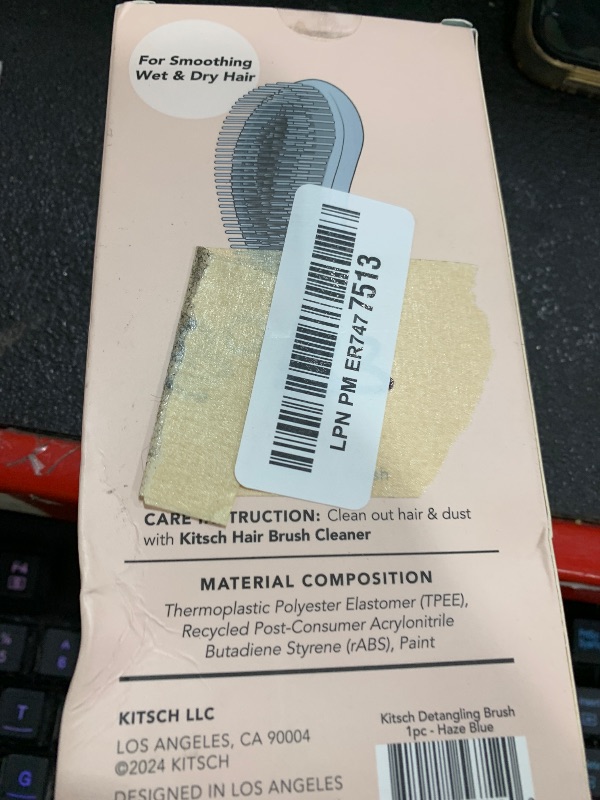 For Smoothing
Wet & Dry Hair
LPN PM ER7477513
CARE TRUCTION: Clean out hair & dust
with Kitsch Hair Brush Cleaner
MATERIAL COMPOSITION
Thermoplastic Polyester Elastomer (TPEE),
Recycled Post-Consumer Acrylonitrile
Butadiene Styrene (rABS), Paint
KITSCH LLC
LOS ANGELES, CA 90004
©2024 KITSCH
DESIGNED IN LOS ANGELES
Kitsch Detangling Brush
1pc - Haze Blue
T
G